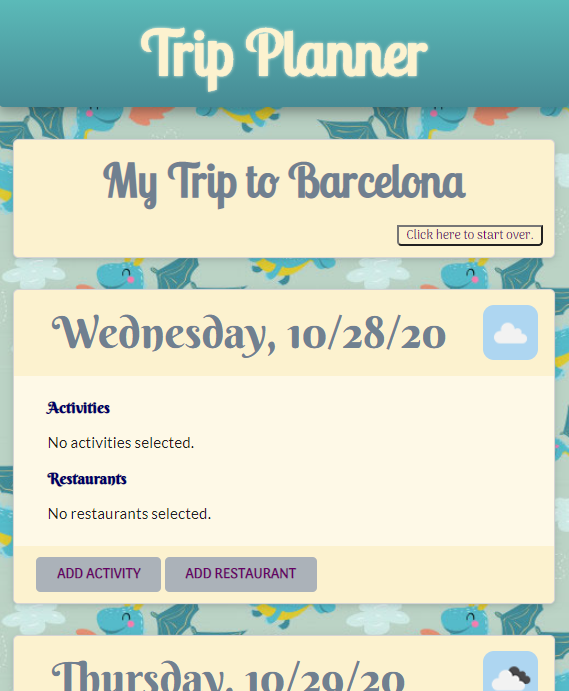 Trip Planner
My Trip to Barcelona
Click here to start over.
Wednesday, 10/28/20
Activities
No activities selected.
Restaurants
No restaurants selected.
ADD ACTIVITY ADD RESTAURANT
Thursday, 10/29/20